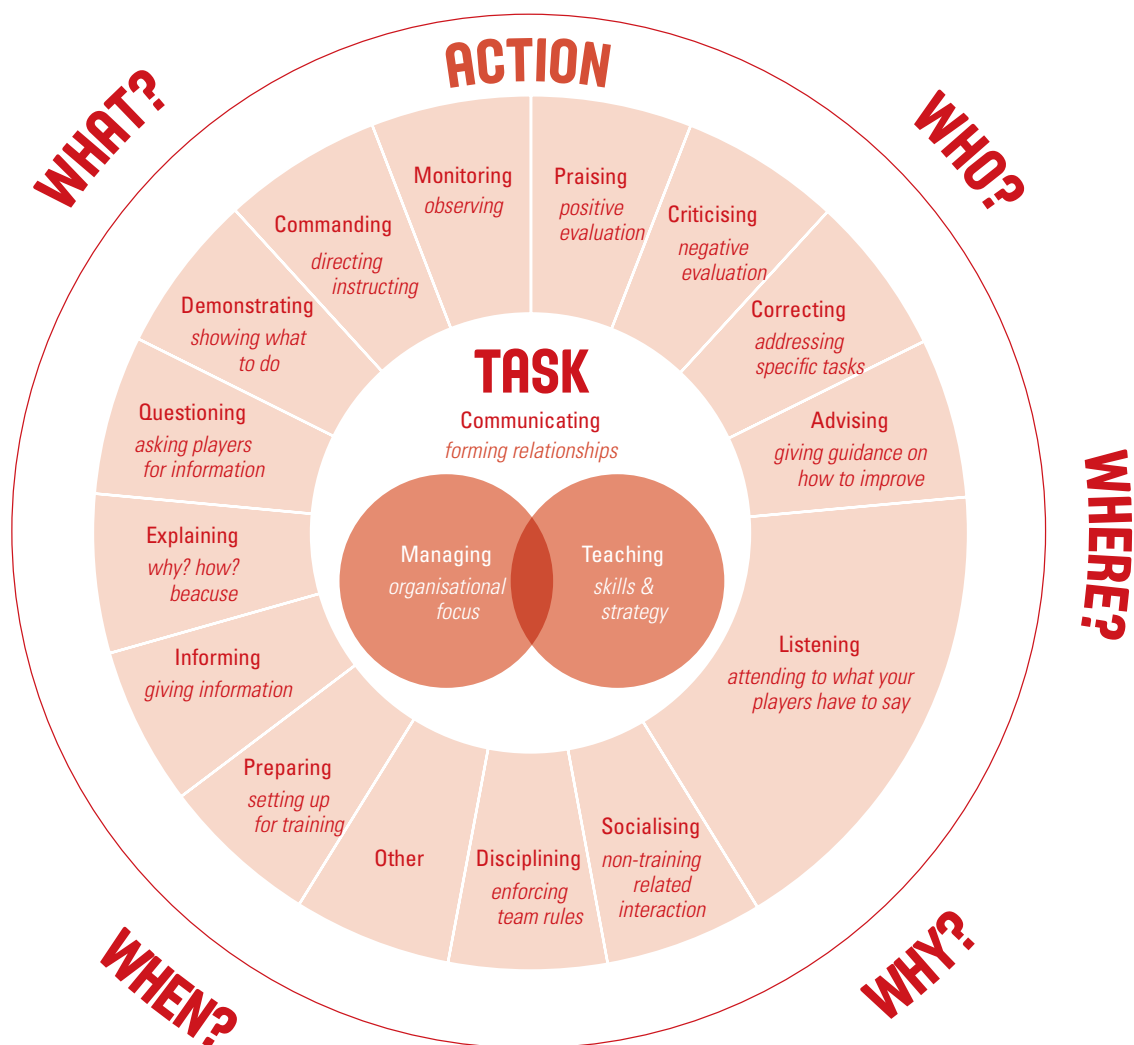 ACTION
WHAT?
WHO?
WHERE?
WHY?
WHEN?
Monitoring
observing
Praising
positive
evaluation
Criticising
negative
evaluation
Correcting
addressing
specific tasks
Advising
giving guidance on
how to improve
Listening
attending to what your
players have to say
Socialising
non-training
related
interaction
Disciplining
enforcing
team rules
Other
Preparing
setting up
for training
Informing
giving information
Explaining
why? how?
beacuse
Questioning
asking players
for information
Demonstrating
showing what
to do
Commanding
directing
instructing
TASK
Communicating
forming relationships
Managing
organisational
focus
Teaching
skills &
strategy